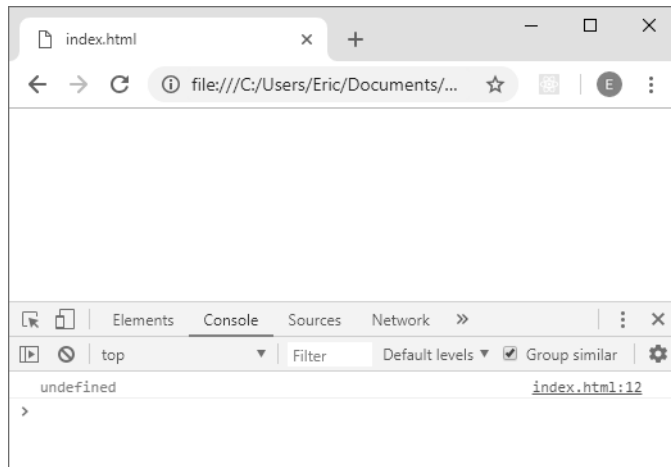 index.html
file:///C:/Users/Eric/Documents/...
E
Elements Console Sources Network
top Filter Default levels Group similar
undefined index.html:12